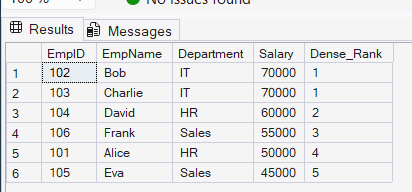 100 %
No issues found
Results Messages
EmpID EmpName Department Salary Dense_Rank
1 102 Bob IT 70000 1
2 103 Charlie IT 70000 1
3 104 David HR 60000 2
4 106 Frank Sales 55000 3
5 101 Alice HR 50000 4
6 105 Eva Sales 45000 5